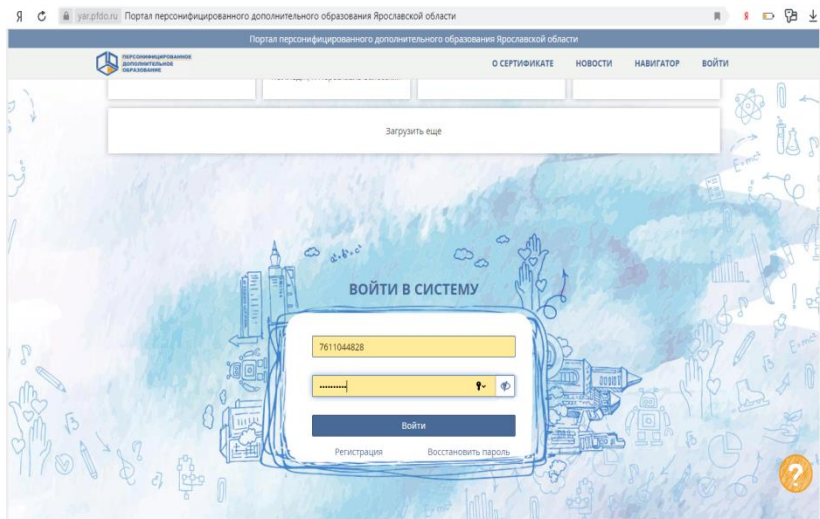 yar.pfdo.ru Портал персонифицированного дополнительного образования Ярославской области
Портал персонифицированного дополнительного образования Ярославской области
ПЕРСОНИФИЦИРОВАННОЕ
ДОПОЛНИТЕЛЬНОЕ
ОБРАЗОВАНИЕ
О СЕРТИФИКАТЕ НОВОСТИ НАВИГАТОР ВОЙТИ
Загрузить еще
ВОЙТИ В СИСТЕМУ
7611044828
Войти
Регистрация Восстановить пароль
?